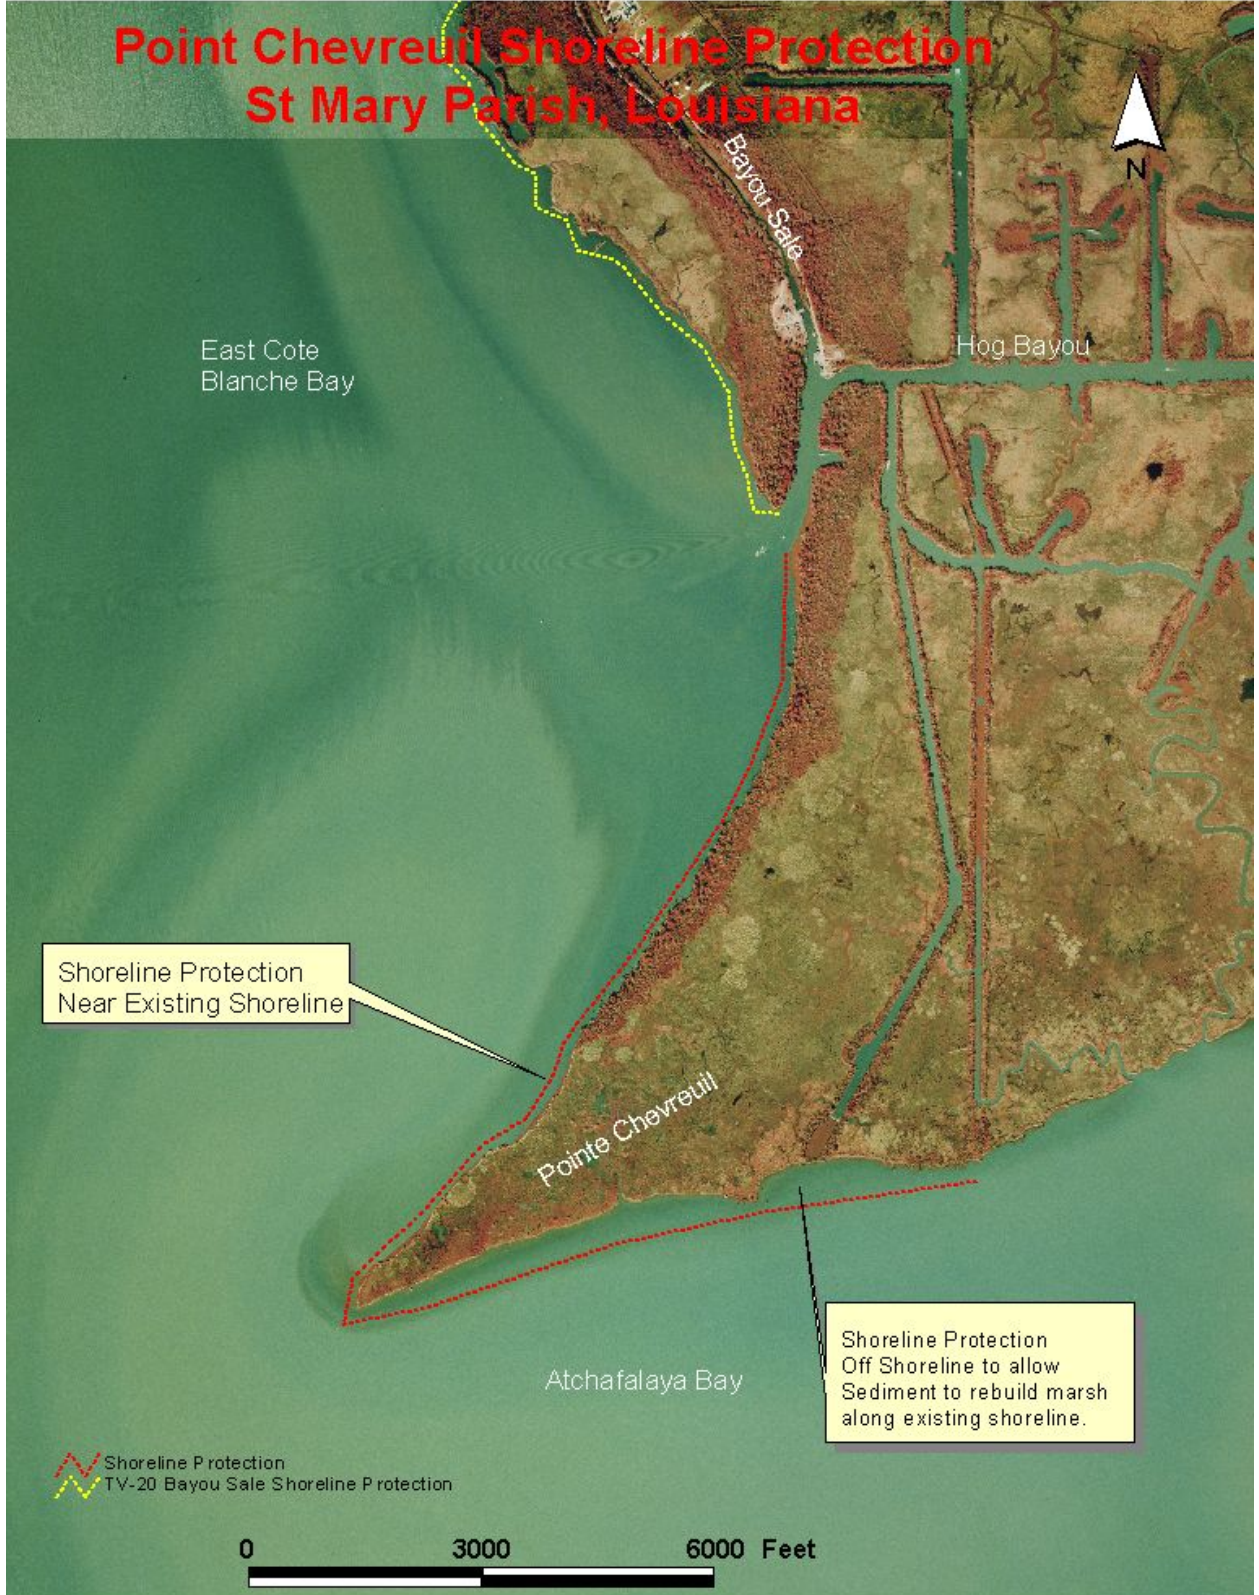 Point Chevreuil Shoreline Protection
St Mary Parish, Louisiana
N
Bayou Sale
East Cote
Blanche Bay
Hog Bayou
Shoreline Protection
Near Existing Shoreline
Pointe Chevreuil
Shoreline Protection
Off Shoreline to allow
Sediment to rebuild marsh
along existing shoreline.
Atchafalaya Bay
Shoreline Protection
TV-20 Bayou Sale Shoreline Protection
0 3000 6000 Feet